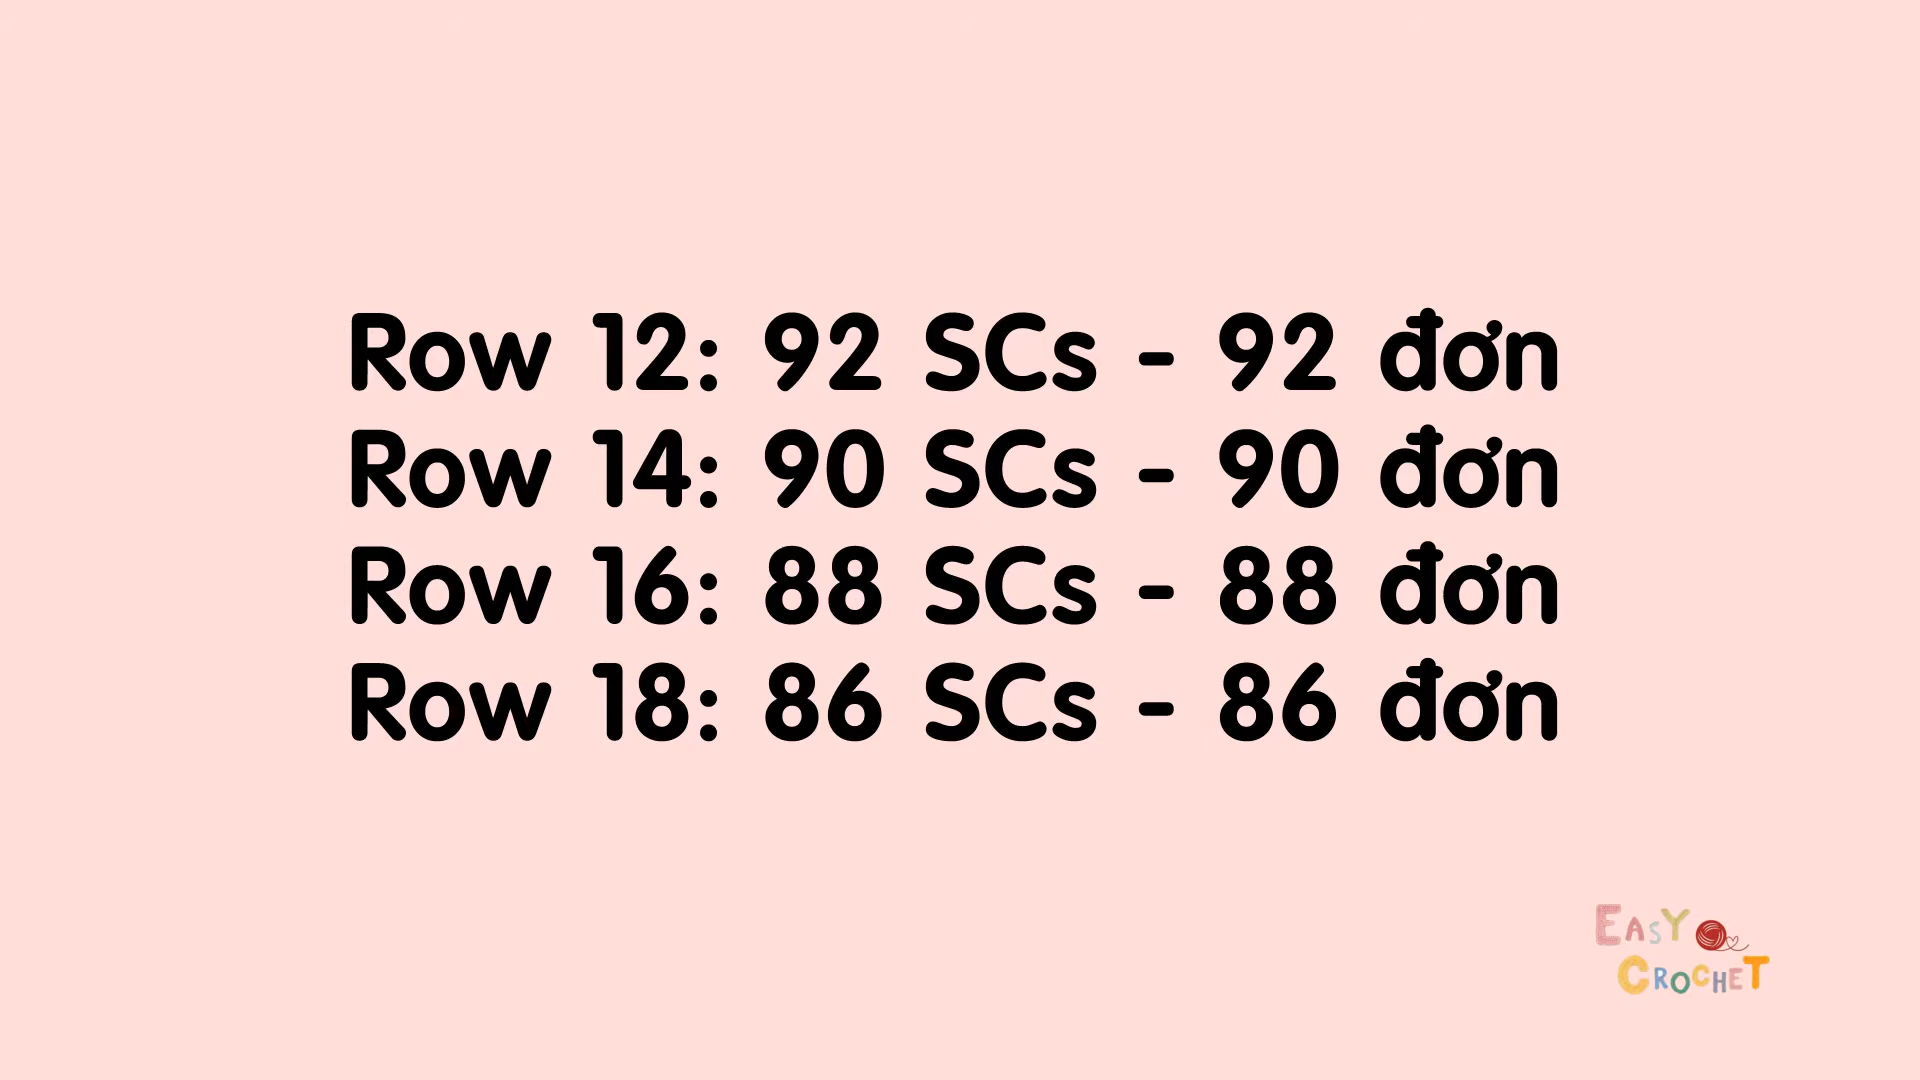 Row 12: 92 SCs - 92 đơn
Row 14: 90 SCs - 90 đơn
Row 16: 88 SCs - 88 đơn
Row 18: 86 SCs - 86 đơn
EASY
CROCHET